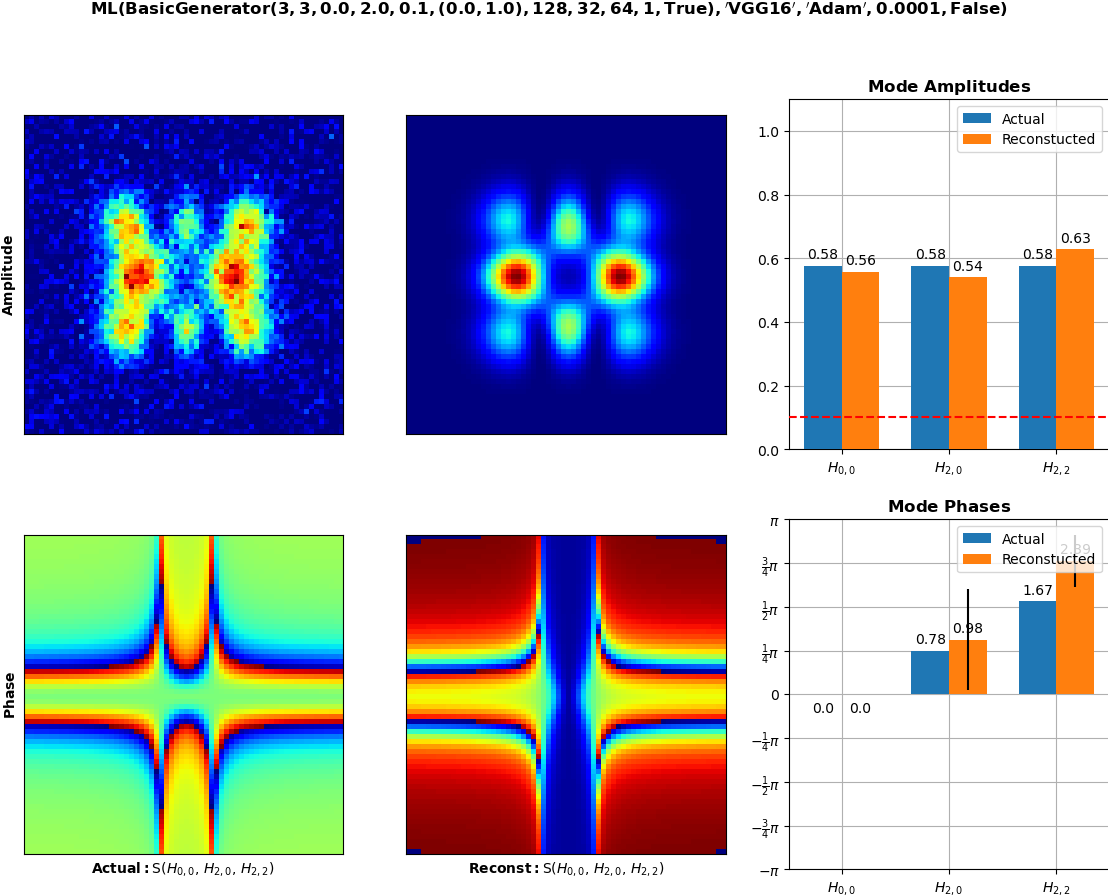 ML(BasicGenerator(3, 3, 0.0, 2.0, 0.1, (0.0, 1.0), 128, 32, 64, 1, True), ′VGG16′, ′Adam′, 0.0001, False)
Amplitude
Mode Amplitudes
Actual
Reconstucted
1.0
0.8
0.6
0.4
0.2
0.0
0.58
0.56
0.58
0.54
0.58
0.63
H0,0
H2,0
H2,2
Phase
Actual: S(H0,0, H2,0, H2,2)
Reconst: S(H0,0, H2,0, H2,2)
Mode Phases
Actual
Reconstucted
π
3/4π
1/2π
1/4π
0
−1/4π
−1/2π
−3/4π
−π
0.0
0.0
0.78
0.98
1.67
2.39
H0,0
H2,0
H2,2